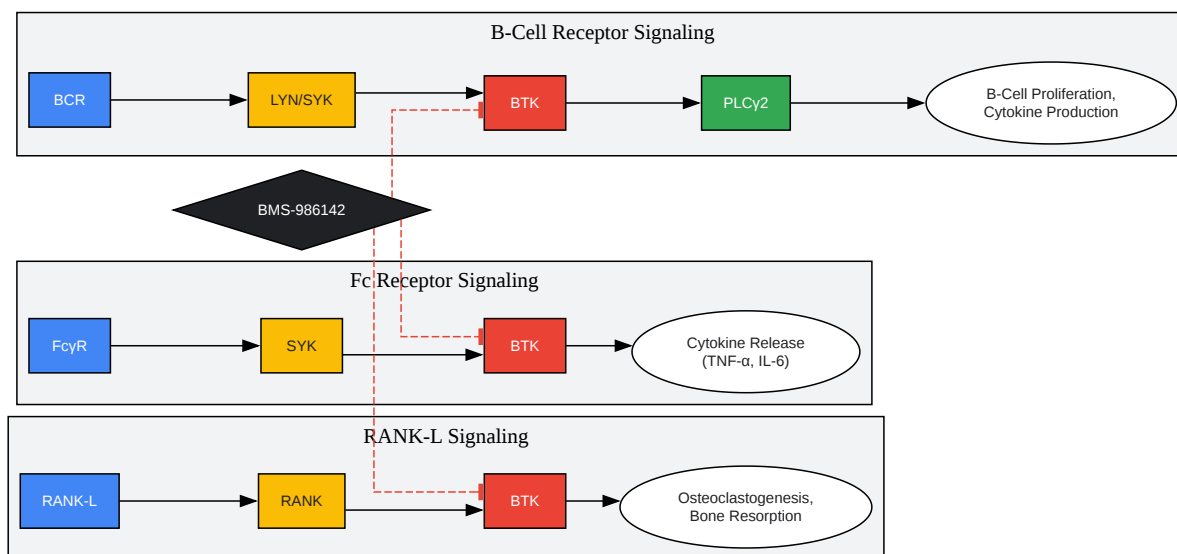 B-Cell Receptor Signaling
BCR
LYN/SYK
BTK
PLCγ2
B-Cell Proliferation,
Cytokine Production
BMS-986142
Fc Receptor Signaling
FcγR
SYK
BTK
Cytokine Release
(TNF-α, IL-6)
RANK-L Signaling
RANK-L
RANK
BTK
Osteoclastogenesis,
Bone Resorption